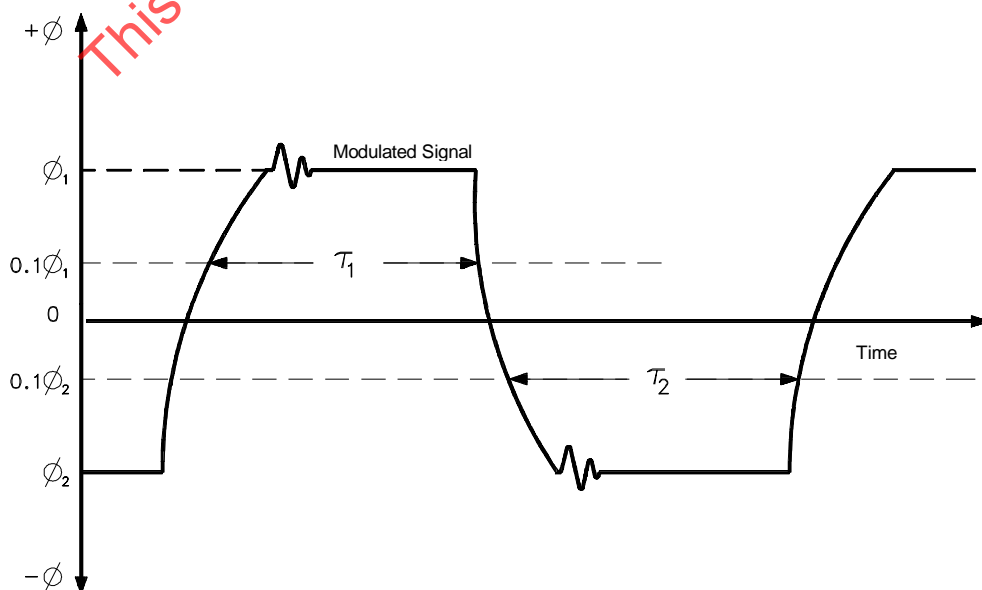 This
+∅
Modulated Signal
∅1
0.1∅1
τ1
0
Time
0.1∅2
τ2
∅2
-∅